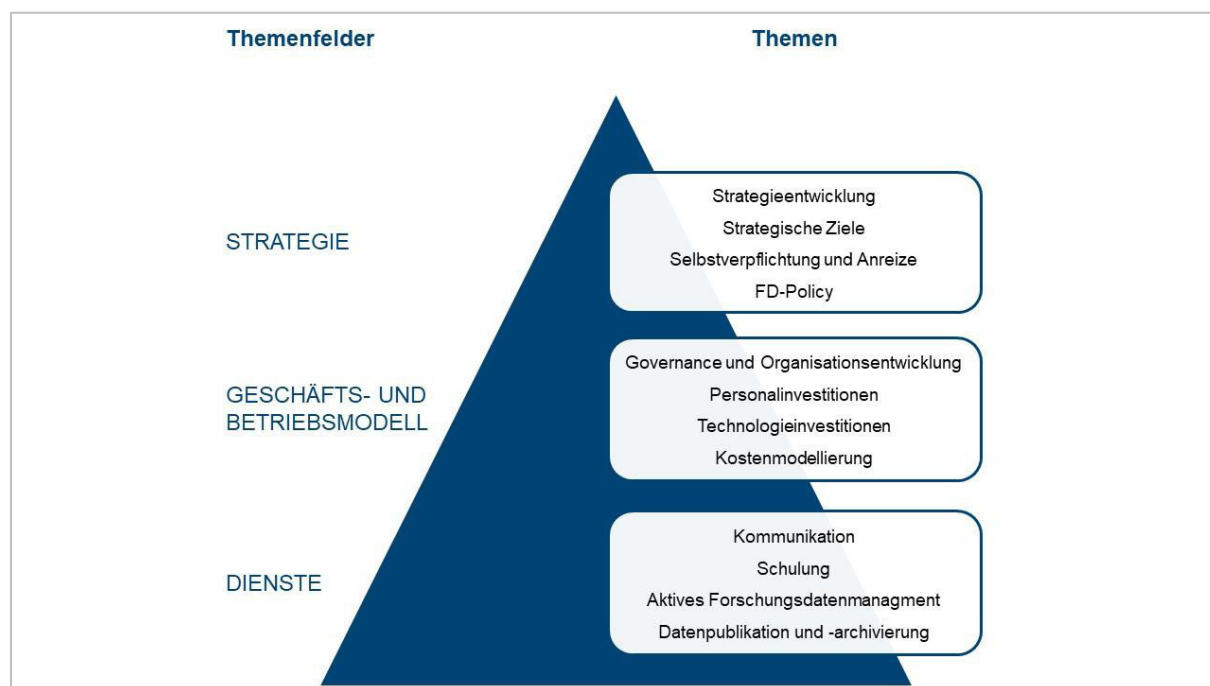 Themenfelder
Themen
STRATEGIE
Strategieentwicklung
Strategische Ziele
Selbstverpflichtung und Anreize
FD-Policy
GESCHÄFTS- UND
BETRIEBSMODELL
Governance und Organisationsentwicklung
Personalinvestitionen
Technologieinvestitionen
Kostenmodellierung
DIENSTE
Kommunikation
Schulung
Aktives Forschungsdatenmanagment
Datenpublikation und -archivierung